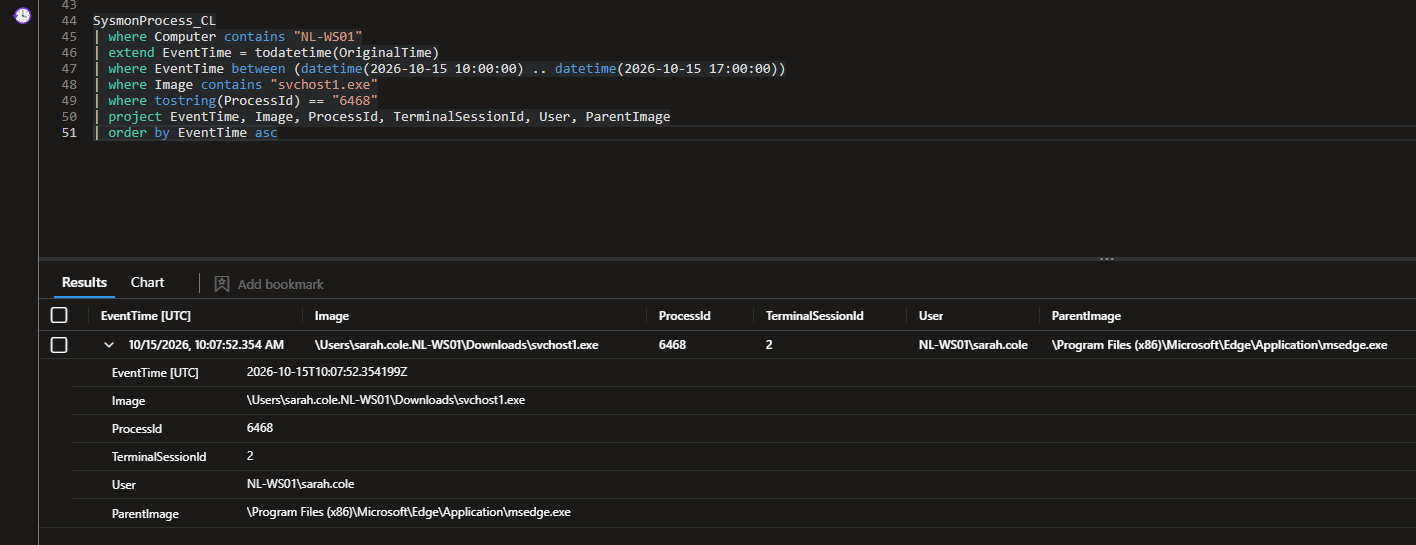 43
44 SysmonProcess_CL
45 | where Computer contains "NL-WS01"
46 | extend EventTime = todatetime(OriginalTime)
47 | where EventTime between (datetime(2026-10-15 10:00:00) .. datetime(2026-10-15 17:00:00))
48 | where Image contains "svchost1.exe"
49 | where tostring(ProcessId) == "6468"
50 | project EventTime, Image, ProcessId, TerminalSessionId, User, ParentImage
51 | order by EventTime asc
Results Chart Add bookmark
EventTime [UTC] Image ProcessId TerminalSessionId User ParentImage
10/15/2026, 10:07:52.354 AM \Users\sarah.cole.NL-WS01\Downloads\svchost1.exe 6468 2 NL-WS01\sarah.cole \Program Files (x86)\Microsoft\Edge\Application\msedge.exe
EventTime [UTC] 2026-10-15T10:07:52.354199Z
Image \Users\sarah.cole.NL-WS01\Downloads\svchost1.exe
ProcessId 6468
TerminalSessionId 2
User NL-WS01\sarah.cole
ParentImage \Program Files (x86)\Microsoft\Edge\Application\msedge.exe